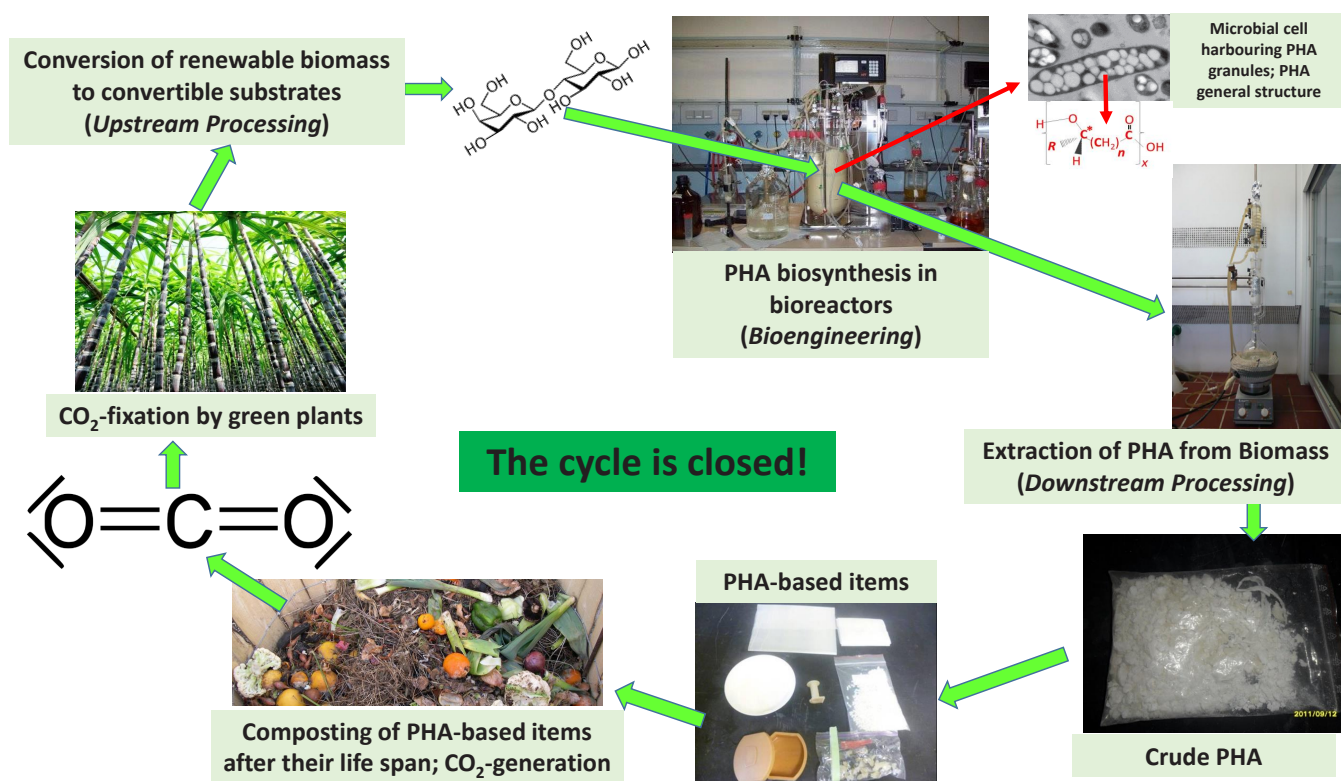 Conversion of renewable biomass
to convertible substrates
(Upstream Processing)
OH
OH
HO
O
OH
O
O
OH
HO
OH
HO
O
OH
OH
HO
Microbial cell
harbouring PHA
granules; PHA
general structure
H
O
O
C*
(CH2)n
C
OH
R
H
x
PHA biosynthesis in
bioreactors
(Bioengineering)
CO2-fixation by green plants
The cycle is closed!
Extraction of PHA from Biomass
(Downstream Processing)
O=C=O
PHA-based items
2011/09/12
Composting of PHA-based items
after their life span; CO2-generation
Crude PHA